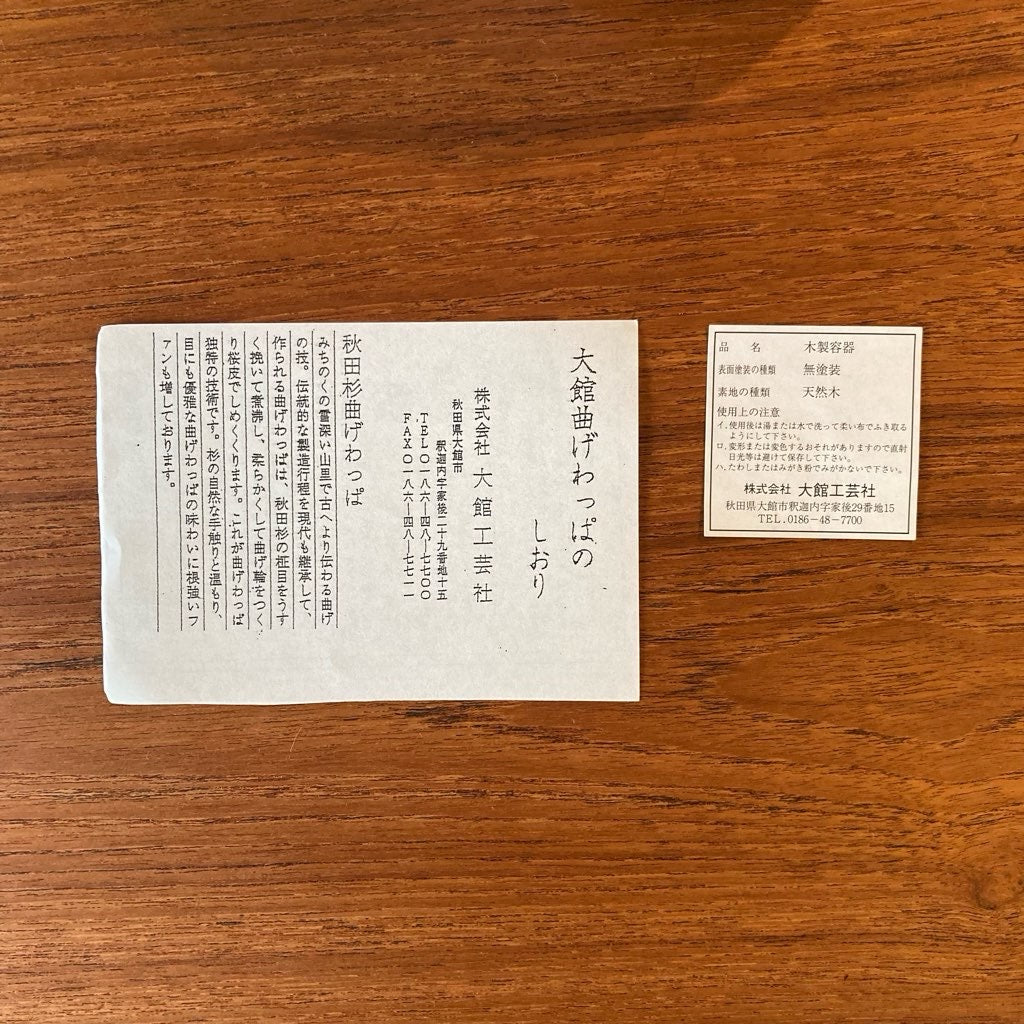 大館曲げわっぱの
しおり
株式会社 大館工芸社
秋田県大館市
釈迦内字家後二十九番地十五
TEL〇一八六―四八―七七〇〇
FAX〇一八六―四八―七七一一
秋田杉曲げわっぱ
みちのくの雪深い山里で古へより伝わる曲げ
の技。伝統的な製造行程を現代も継承して、
作られる曲げわっぱは、秋田杉の柾目をうす
く挽いて煮沸し、柔らかくして曲げ輪をつく
り桜皮でしめくくります。これが曲げわっぱ
独特の技術です。杉の自然な手触りと温もり、
目にも優雅な曲げわっぱの味わいに根強いフ
ァンも増しております。
品名 木製容器
表面塗装の種類 無塗装
素地の種類 天然木
使用上の注意
イ.使用後は湯または水で洗って柔い布でふき取る
ようにして下さい。
ロ.変形または変色するおそれがありますので直射
日光等は避けて保存して下さい。
ハ.たわしまたはみがき粉でみがかないで下さい。
株式会社 大館工芸社
秋田県大館市釈迦内字家後29番地15
TEL.0186-48-7700